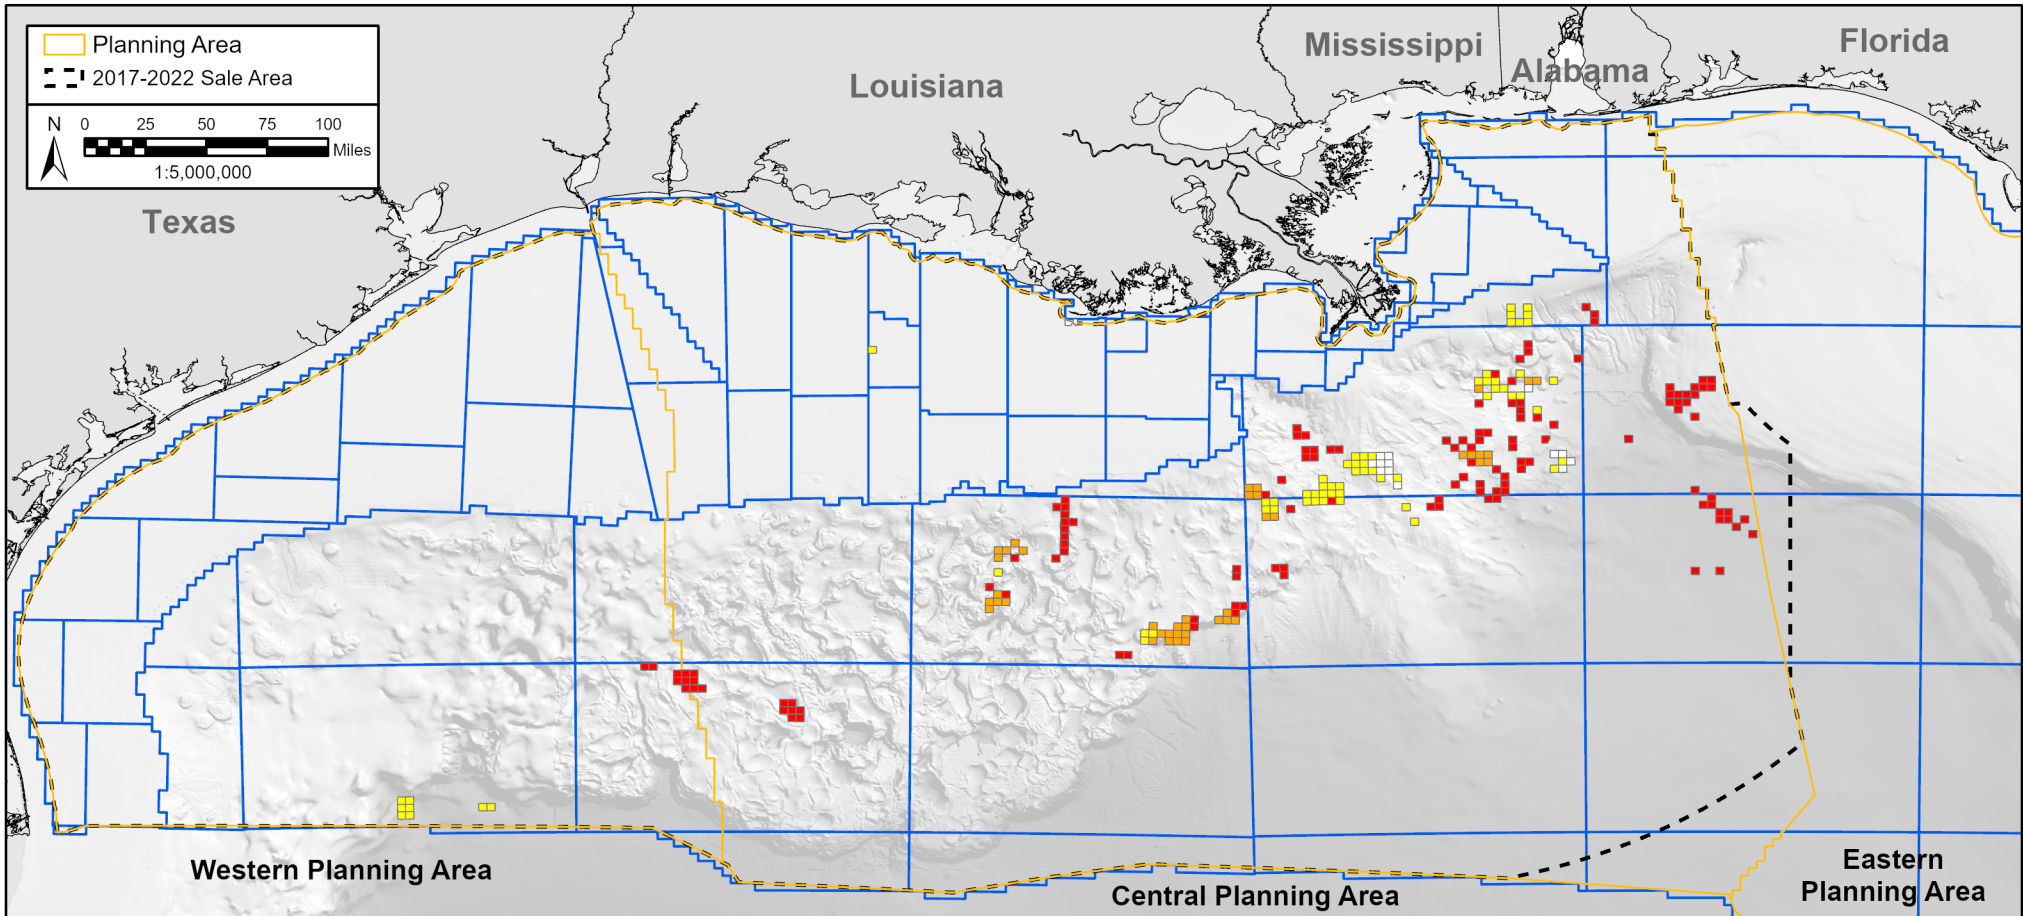 Planning Area
2017-2022 Sale Area
N
0 25 50 75 100
Miles
1:5,000,000
Texas
Louisiana
Mississippi
Alabama
Florida
Western Planning Area
Central Planning Area
Eastern
Planning Area